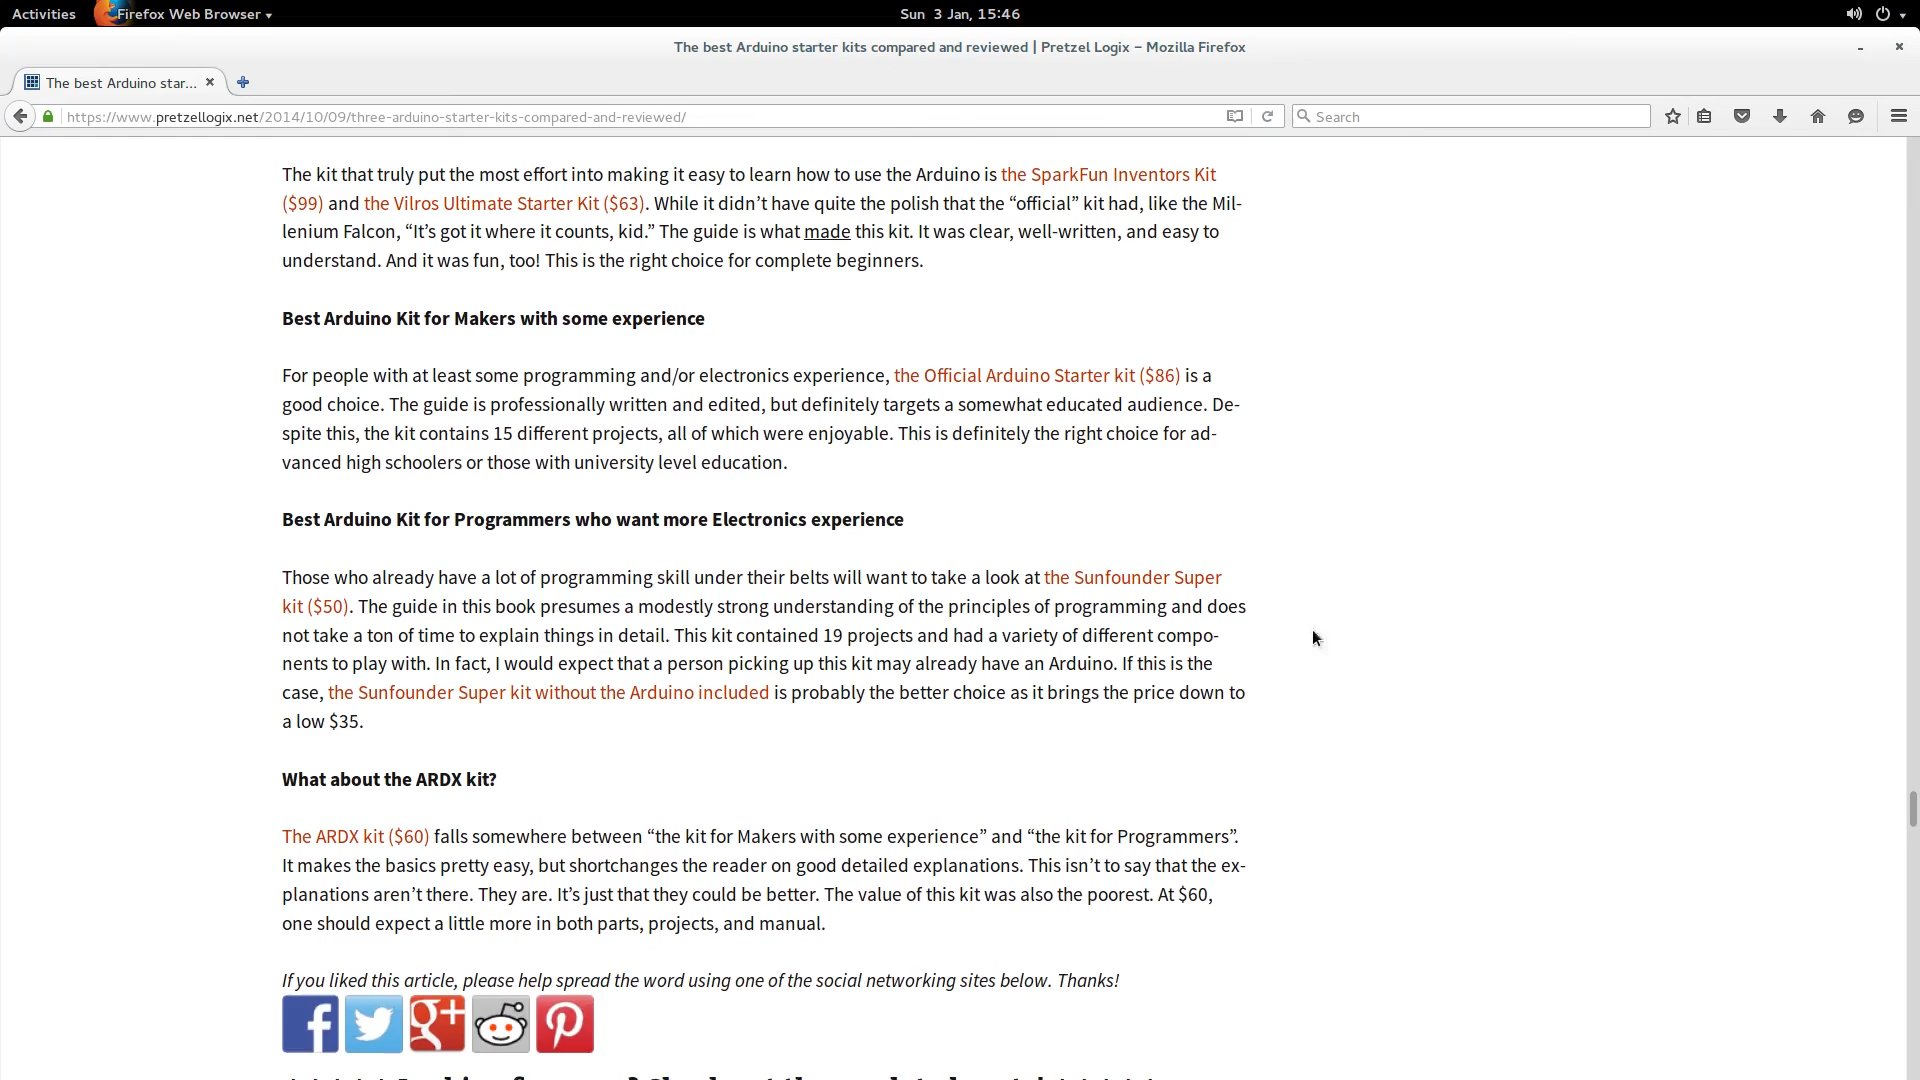 Activities
Firefox Web Browser
Sun 3 Jan, 15:46
The best Arduino starter kits compared and reviewed | Pretzel Logix – Mozilla Firefox
The best Arduino star...
https://www.pretzellogix.net/2014/10/09/three-arduino-starter-kits-compared-and-reviewed/
Search
The kit that truly put the most effort into making it easy to learn how to use the Arduino is the SparkFun Inventors Kit
($99) and the Vilros Ultimate Starter Kit ($63). While it didn’t have quite the polish that the “official” kit had, like the Mil-
lenium Falcon, “It’s got it where it counts, kid.” The guide is what made this kit. It was clear, well-written, and easy to
understand. And it was fun, too! This is the right choice for complete beginners.
Best Arduino Kit for Makers with some experience
For people with at least some programming and/or electronics experience, the Official Arduino Starter kit ($86) is a
good choice. The guide is professionally written and edited, but definitely targets a somewhat educated audience. De-
spite this, the kit contains 15 different projects, all of which were enjoyable. This is definitely the right choice for ad-
vanced high schoolers or those with university level education.
Best Arduino Kit for Programmers who want more Electronics experience
Those who already have a lot of programming skill under their belts will want to take a look at the Sunfounder Super
kit ($50). The guide in this book presumes a modestly strong understanding of the principles of programming and does
not take a ton of time to explain things in detail. This kit contained 19 projects and had a variety of different compo-
nents to play with. In fact, I would expect that a person picking up this kit may already have an Arduino. If this is the
case, the Sunfounder Super kit without the Arduino included is probably the better choice as it brings the price down to
a low $35.
What about the ARDX kit?
The ARDX kit ($60) falls somewhere between “the kit for Makers with some experience” and “the kit for Programmers”.
It makes the basics pretty easy, but shortchanges the reader on good detailed explanations. This isn’t to say that the ex-
planations aren’t there. They are. It’s just that they could be better. The value of this kit was also the poorest. At $60,
one should expect a little more in both parts, projects, and manual.
If you liked this article, please help spread the word using one of the social networking sites below. Thanks!